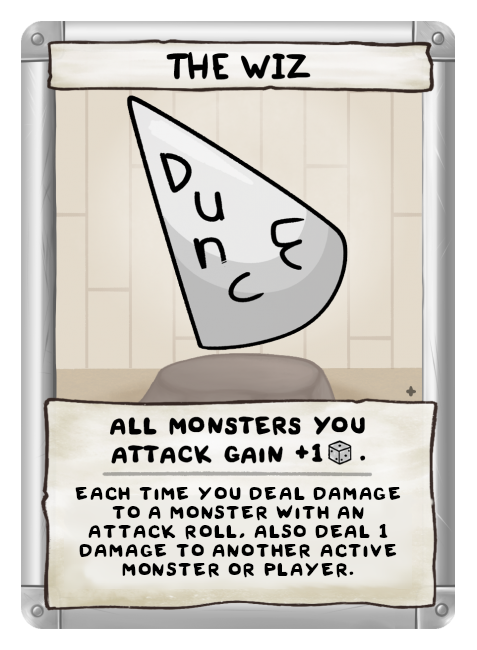 THE WIZ
DuncE
ALL MONSTERS YOU
ATTACK GAIN +1 .
EACH TIME YOU DEAL DAMAGE
TO A MONSTER WITH AN
ATTACK ROLL, ALSO DEAL 1
DAMAGE TO ANOTHER ACTIVE
MONSTER OR PLAYER.